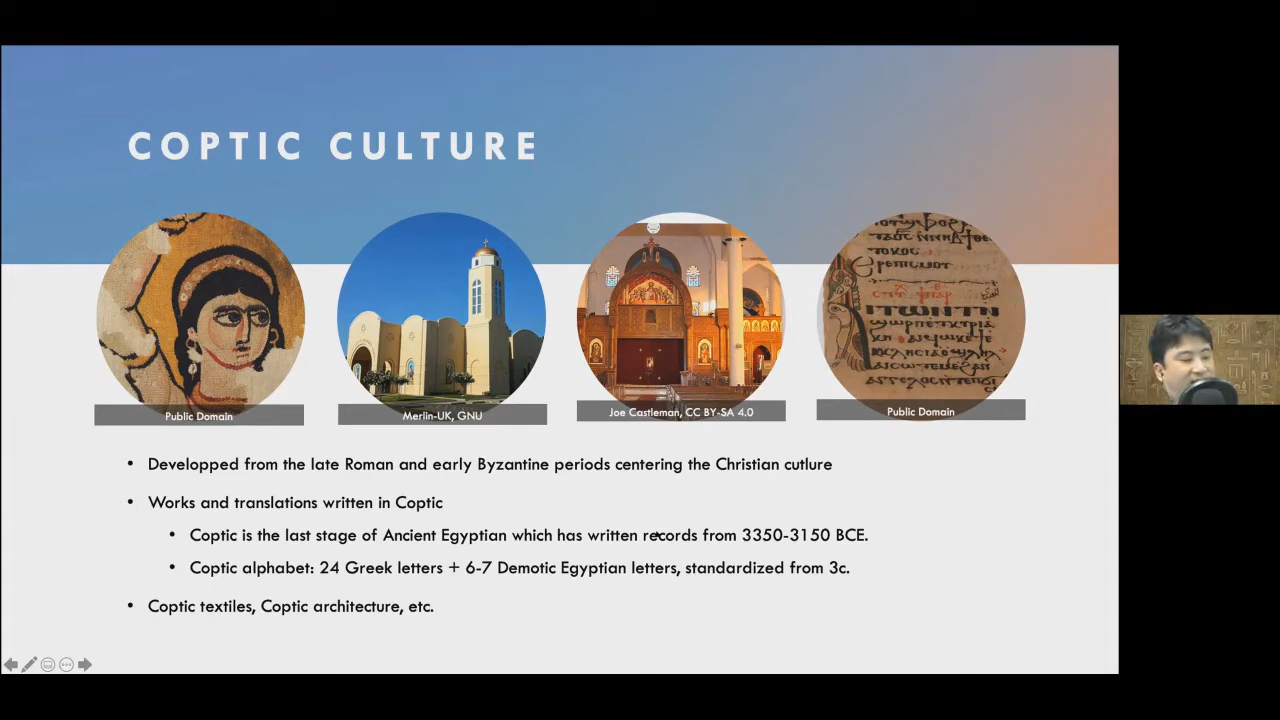 COPTIC CULTURE
Public Domain
Merlin-UK, GNU
Joe Castleman, CC BY-SA 4.0
Public Domain
• Developped from the late Roman and early Byzantine periods centering the Christian cutlure
• Works and translations written in Coptic
• Coptic is the last stage of Ancient Egyptian which has written records from 3350-3150 BCE.
• Coptic alphabet: 24 Greek letters + 6-7 Demotic Egyptian letters, standardized from 3c.
• Coptic textiles, Coptic architecture, etc.